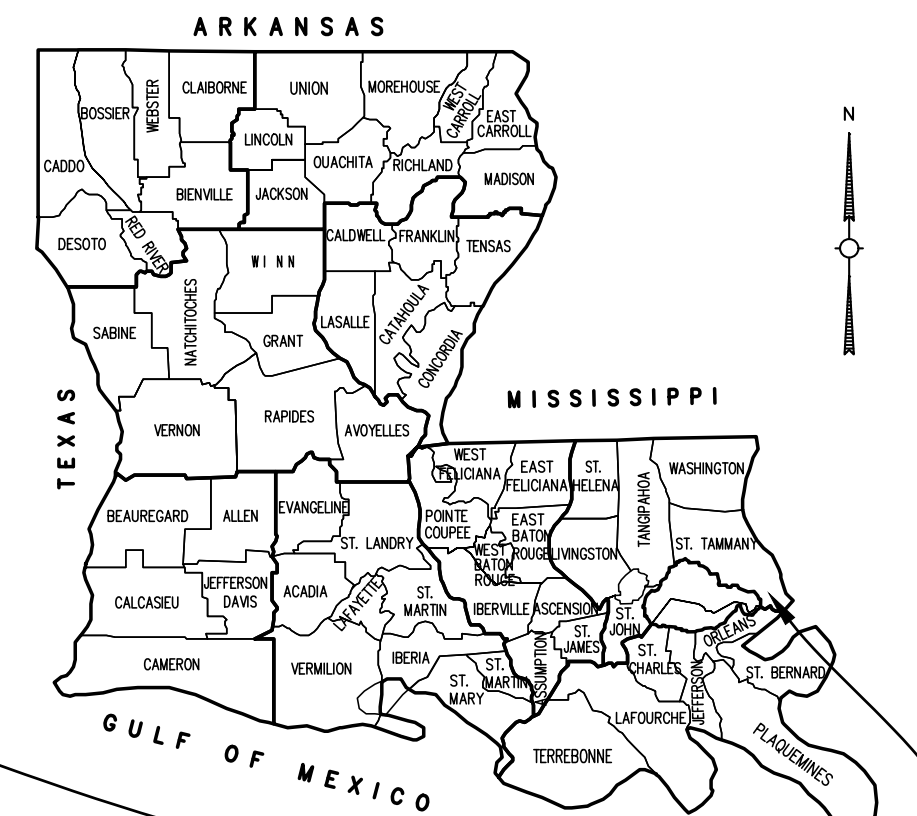 ARKANSAS
N
CLAIBORNE
UNION
MOREHOUSE
WEST
CARROLL
WEBSTER
BOSSIER
EAST
CARROLL
LINCOLN
OUACHITA
RICHLAND
CADDO
MADISON
BIENVILLE
JACKSON
RED RIVER
DESOTO
CALDWELL
FRANKLIN
TENSAS
WINN
NATCHITOCHES
CATAHOULA
SABINE
LASALLE
GRANT
CONCORDIA
MISSISSIPPI
TEXAS
RAPIDES
VERNON
AVOYELLES
WEST
FELICIANA
EAST
FELICIANA
ST.
HELENA
TANGIPAHOA
WASHINGTON
BEAUREGARD
ALLEN
EVANGELINE
POINTE
COUPEE
EAST
BATON
ROUGE
LIVINGSTON
ST. TAMMANY
ST. LANDRY
WEST
BATON
ROUGE
CALCASIEU
JEFFERSON
DAVIS
ACADIA
LAFAYETTE
ST.
MARTIN
IBERVILLE
ASCENSION
ST.
JOHN
ST.
JAMES
ORLEANS
CAMERON
VERMILION
IBERIA
ST.
MARTIN
ASSUMPTION
ST.
CHARLES
JEFFERSON
ST. BERNARD
ST.
MARY
LAFOURCHE
TERREBONNE
PLAQUEMINES
GULF OF MEXICO